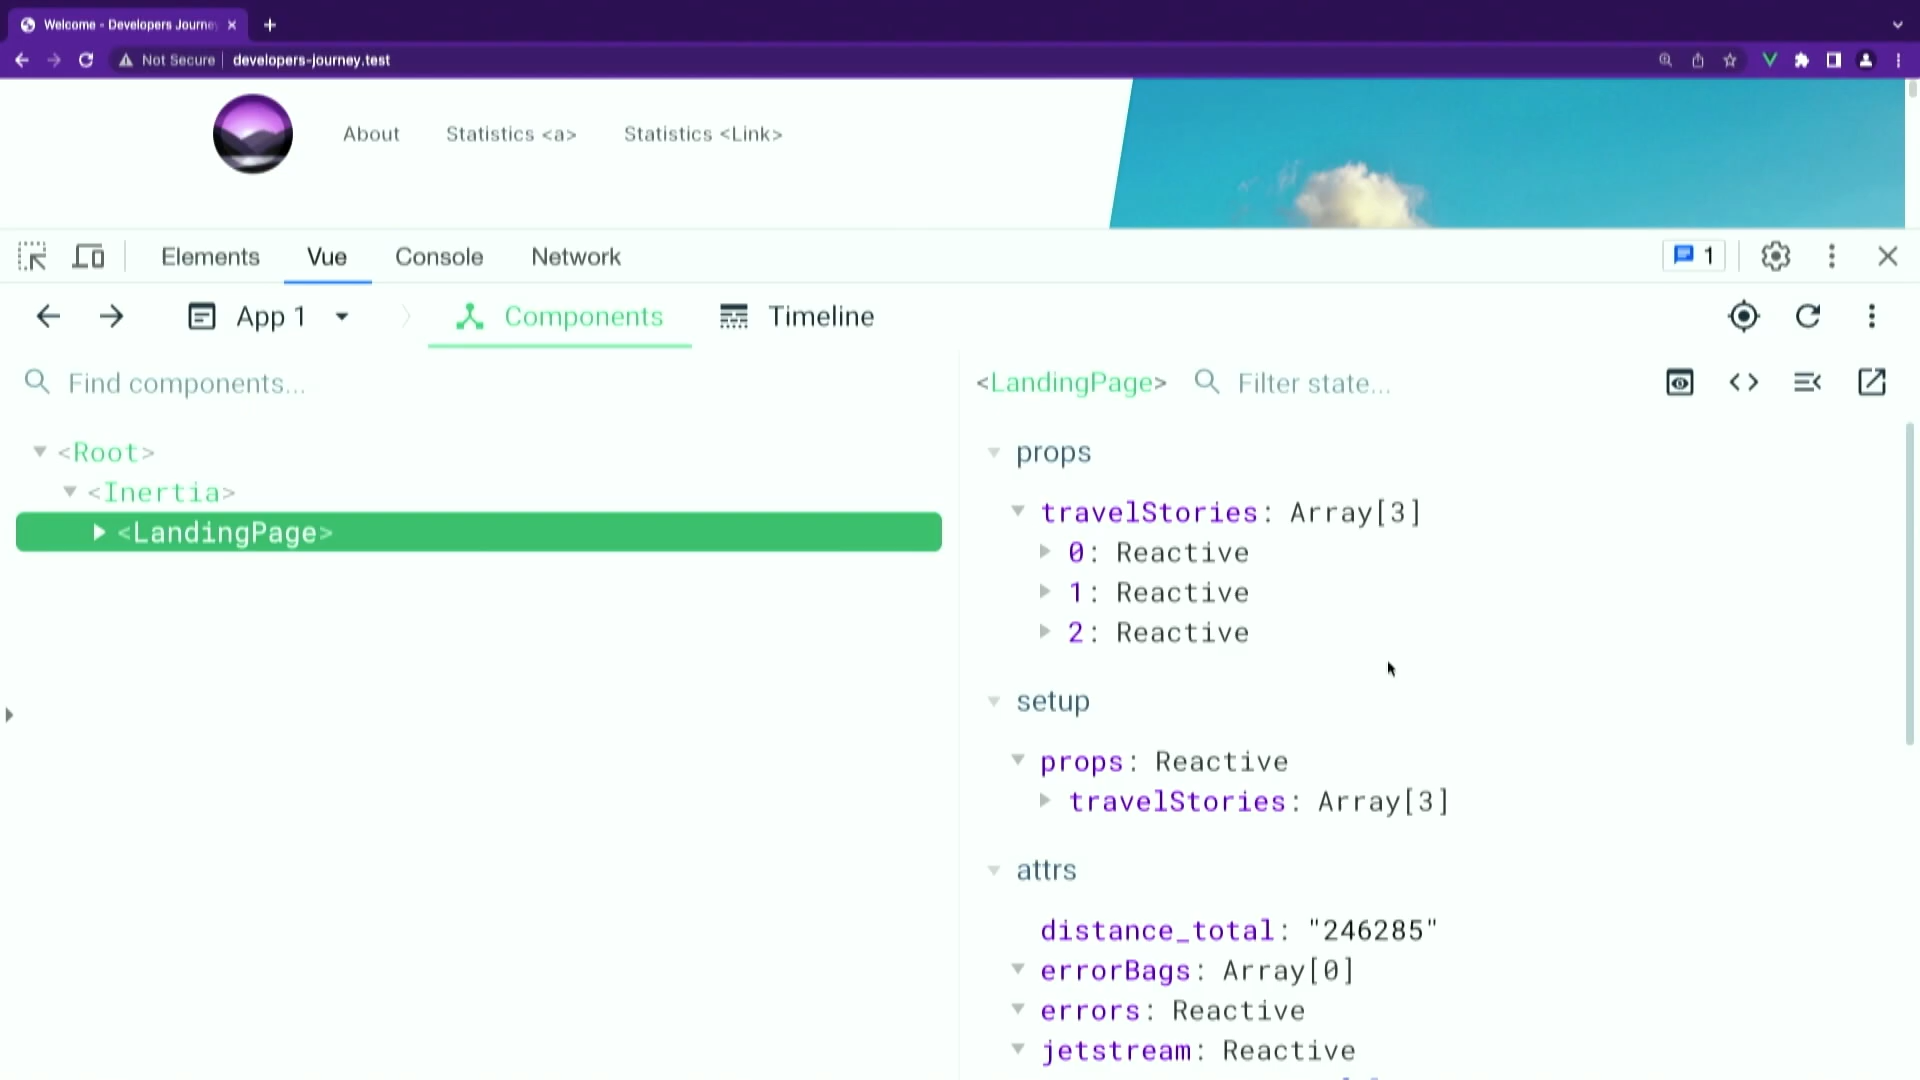 Welcome - Developers Journe
Not Secure developers-journey.test
About Statistics <a> Statistics <Link>
Elements Vue Console Network 1
App 1 Components Timeline
Find components...
<Root>
<Inertia>
<LandingPage>
<LandingPage> Filter state...
props
travelStories: Array[3]
0: Reactive
1: Reactive
2: Reactive
setup
props: Reactive
travelStories: Array[3]
attrs
distance_total: "246285"
errorBags: Array[0]
errors: Reactive
jetstream: Reactive